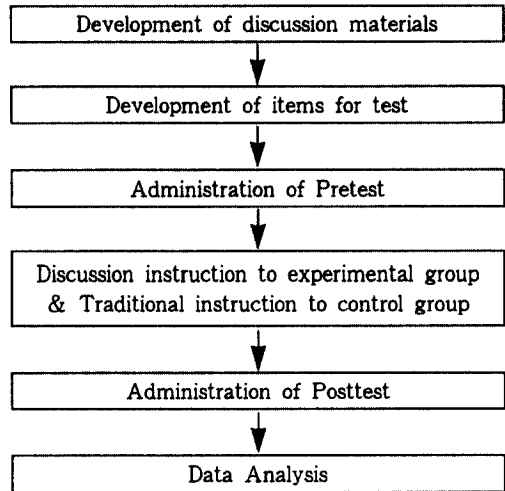 Development of discussion materials
Development of items for test
Administration of Pretest
Discussion instruction to experimental group
& Traditional instruction to control group
Administration of Posttest
Data Analysis